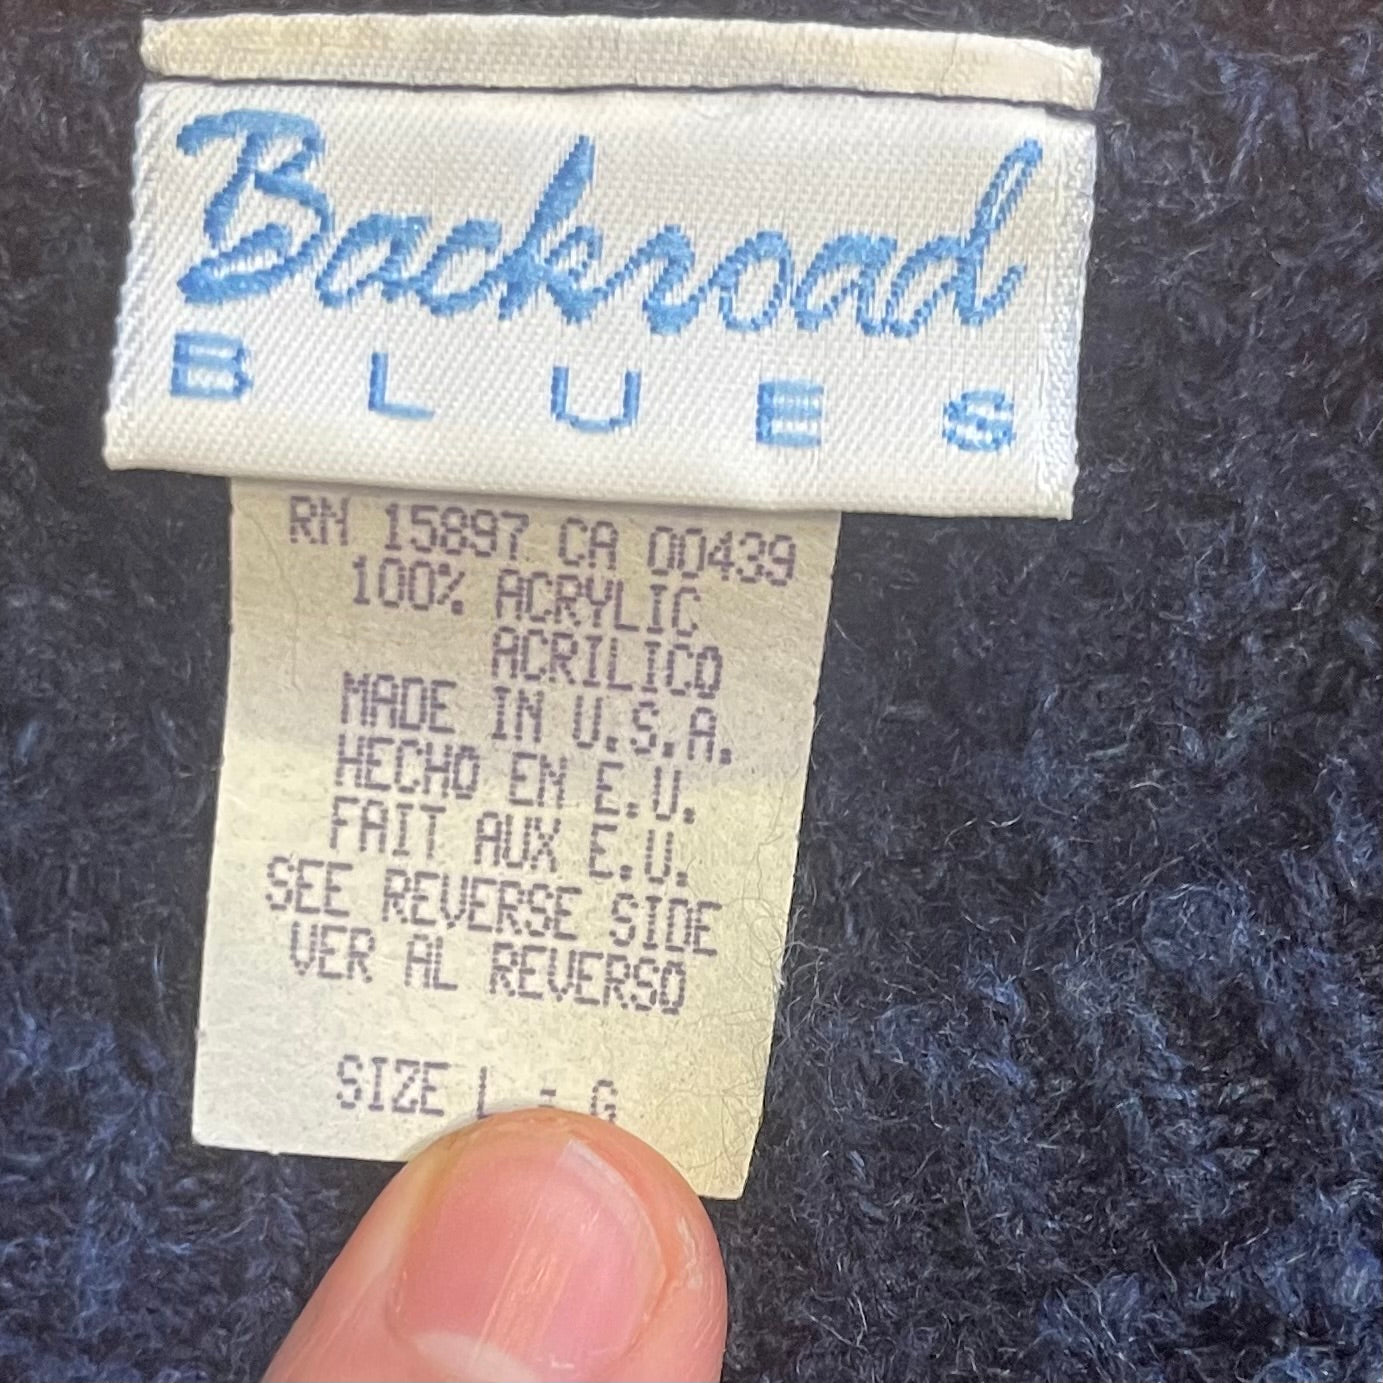 Backroad
BLUES
RN 15897 CA 00439
100% ACRYLIC
ACRILICO
MADE IN U.S.A.
HECHO EN E.U.
FAIT AUX E.U.
SEE REVERSE SIDE
VER AL REVERSO
SIZE L : G